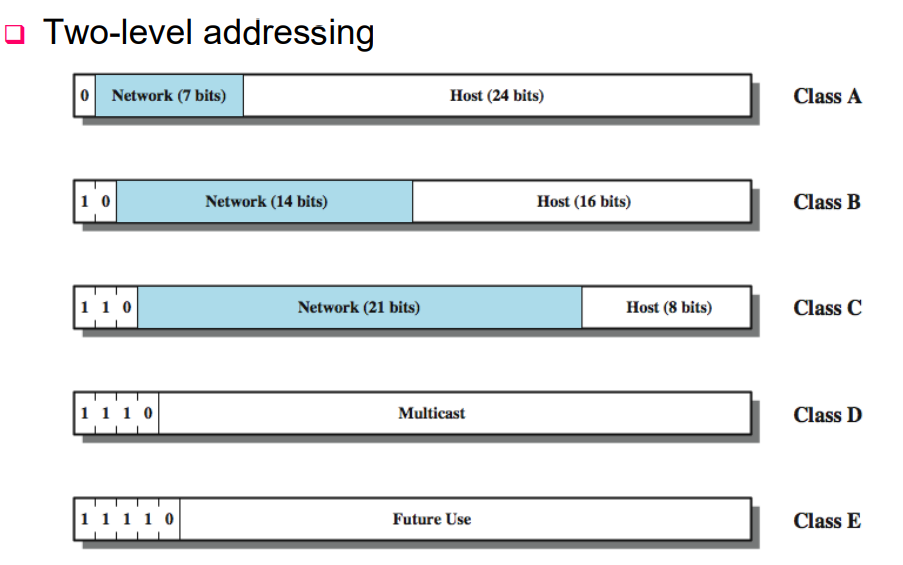 Two-level addressing
0 Network (7 bits) Host (24 bits) Class A
1 0 Network (14 bits) Host (16 bits) Class B
1 1 0 Network (21 bits) Host (8 bits) Class C
1 1 1 0 Multicast Class D
1 1 1 1 0 Future Use Class E